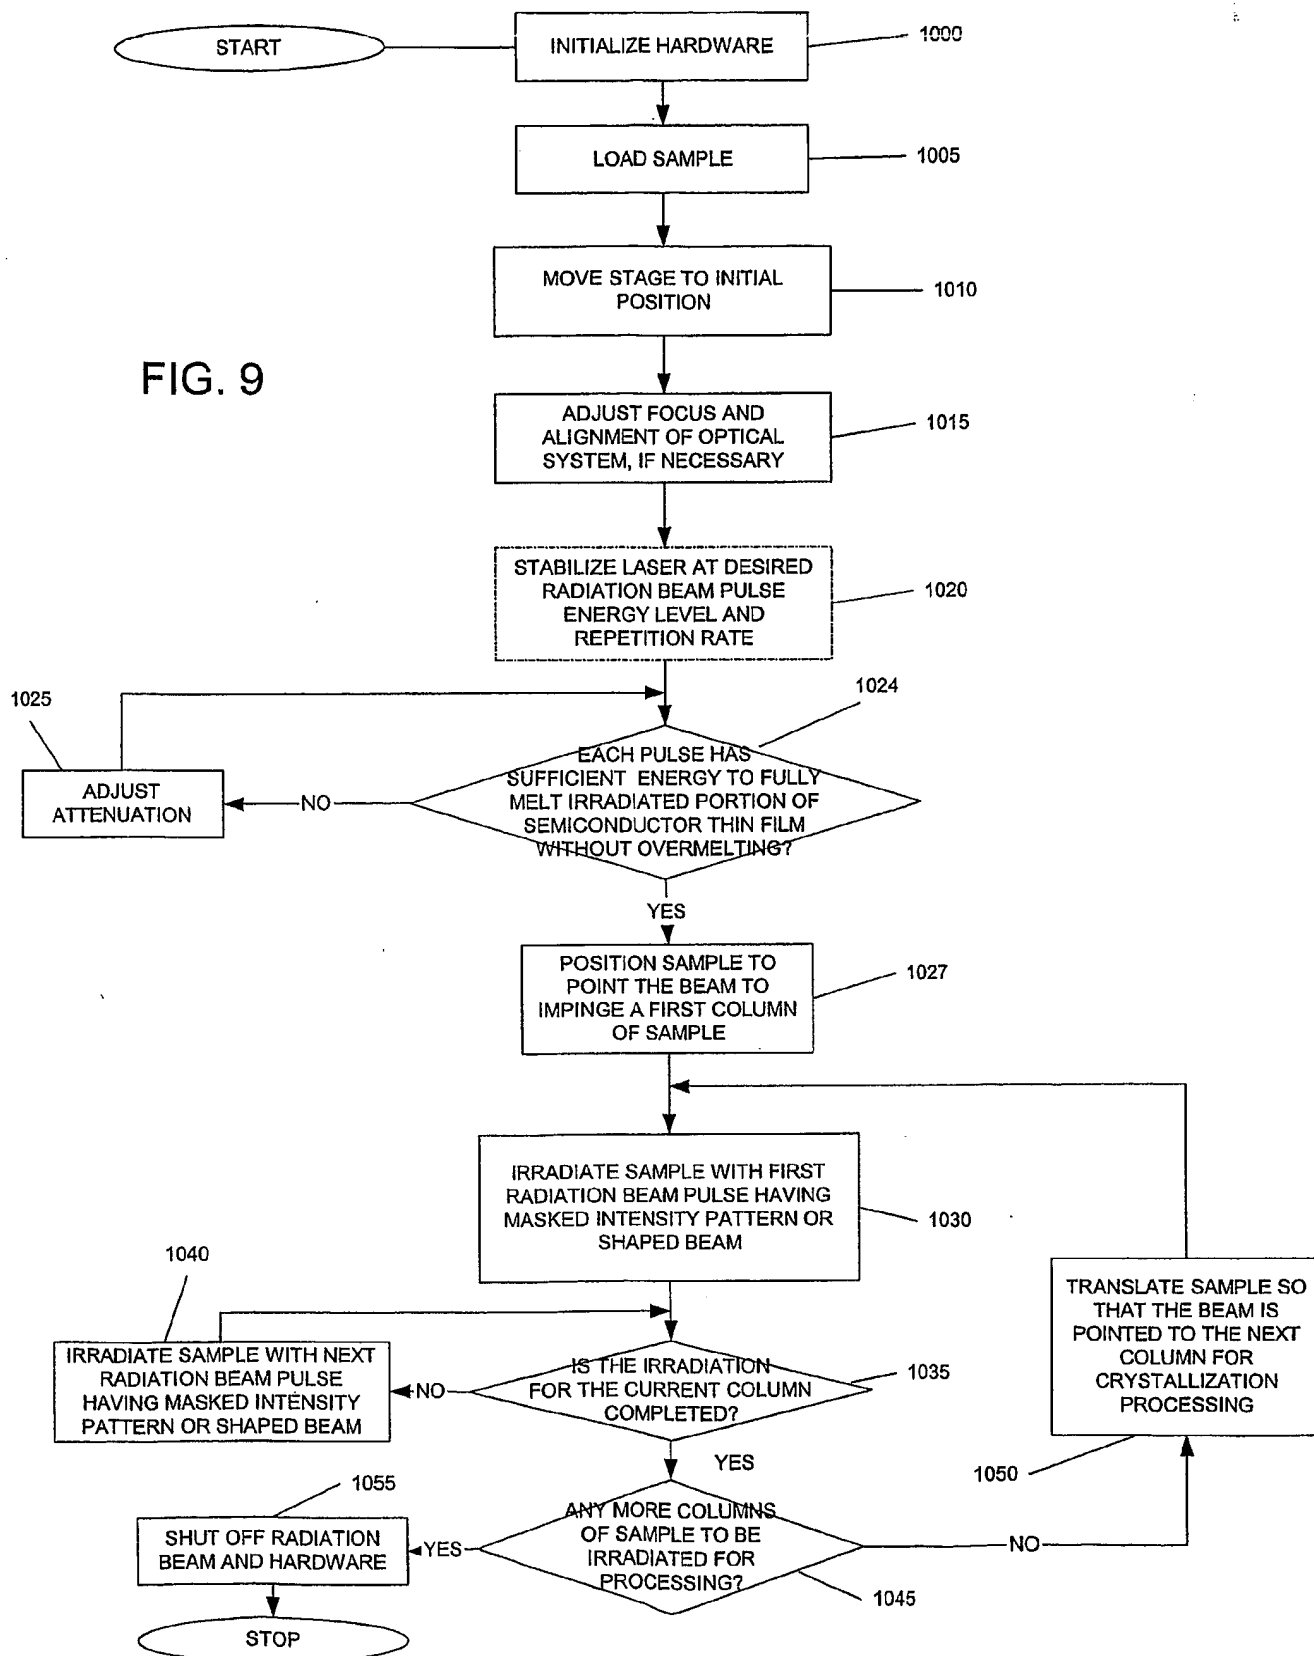 START
INITIALIZE HARDWARE
1000
LOAD SAMPLE
1005
MOVE STAGE TO INITIAL
POSITION
1010
FIG. 9
ADJUST FOCUS AND
ALIGNMENT OF OPTICAL
SYSTEM, IF NECESSARY
1015
STABILIZE LASER AT DESIRED
RADIATION BEAM PULSE
ENERGY LEVEL AND
REPETITION RATE
1020
1025
ADJUST
ATTENUATION
NO
1024
EACH PULSE HAS
SUFFICIENT ENERGY TO FULLY
MELT IRRADIATED PORTION OF
SEMICONDUCTOR THIN FILM
WITHOUT OVERMELTING?
YES
POSITION SAMPLE TO
POINT THE BEAM TO
IMPINGE A FIRST COLUMN
OF SAMPLE
1027
IRRADIATE SAMPLE WITH FIRST
RADIATION BEAM PULSE HAVING
MASKED INTENSITY PATTERN OR
SHAPED BEAM
1030
1040
IRRADIATE SAMPLE WITH NEXT
RADIATION BEAM PULSE
HAVING MASKED INTENSITY
PATTERN OR SHAPED BEAM
NO
IS THE IRRADIATION
FOR THE CURRENT COLUMN
COMPLETED?
1035
TRANSLATE SAMPLE SO
THAT THE BEAM IS
POINTED TO THE NEXT
COLUMN FOR
CRYSTALLIZATION
PROCESSING
1050
YES
1055
SHUT OFF RADIATION
BEAM AND HARDWARE
YES
ANY MORE COLUMNS
OF SAMPLE TO BE
IRRADIATED FOR
PROCESSING?
NO
1045
STOP